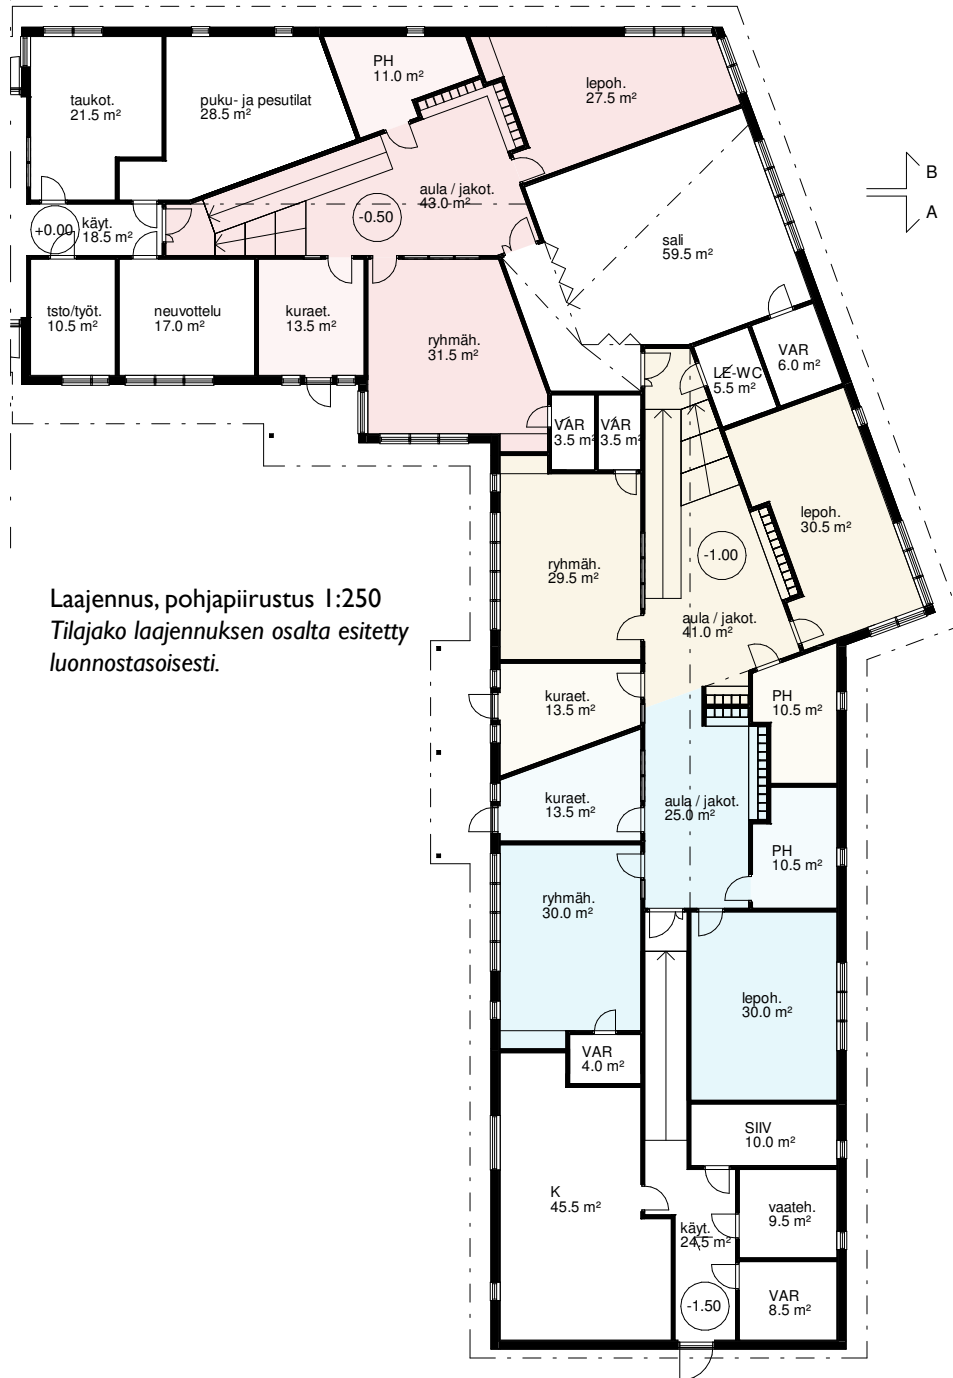 taukot.
21.5 m²
puku- ja pesutilat
28.5 m²
PH
11.0 m²
lepoh.
27.5 m²
aula / jakot.
43.0 m²
-0.50
+0.00
käyt.
18.5 m²
sali
59.5 m²
B
A
tsto/työt.
10.5 m²
neuvottelu
17.0 m²
kuraet.
13.5 m²
ryhmäh.
31.5 m²
VAR
3.5 m²
VAR
3.5 m²
LE-WC
5.5 m²
VAR
6.0 m²
lepoh.
30.5 m²
-1.00
ryhmäh.
29.5 m²
aula / jakot.
41.0 m²
Laajennus, pohjapiirustus 1:250
Tilajako laajennuksen osalta esitetty
luonnostasoisesti.
kuraet.
13.5 m²
PH
10.5 m²
kuraet.
13.5 m²
aula / jakot.
25.0 m²
PH
10.5 m²
ryhmäh.
30.0 m²
lepoh.
30.0 m²
VAR
4.0 m²
SIIV
10.0 m²
K
45.5 m²
käyt.
24.5 m²
vaateh.
9.5 m²
-1.50
VAR
8.5 m²